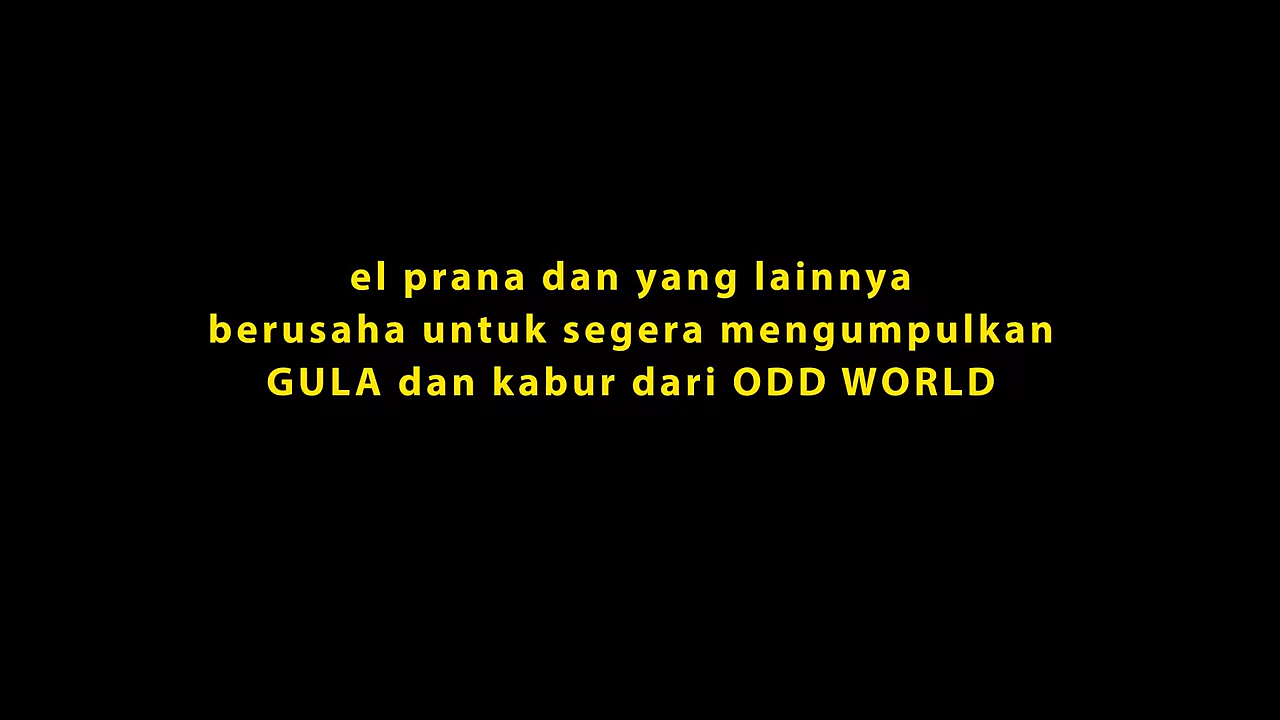 el prana dan yang lainnya
berusaha untuk segera mengumpulkan
GULA dan kabur dari ODD WORLD